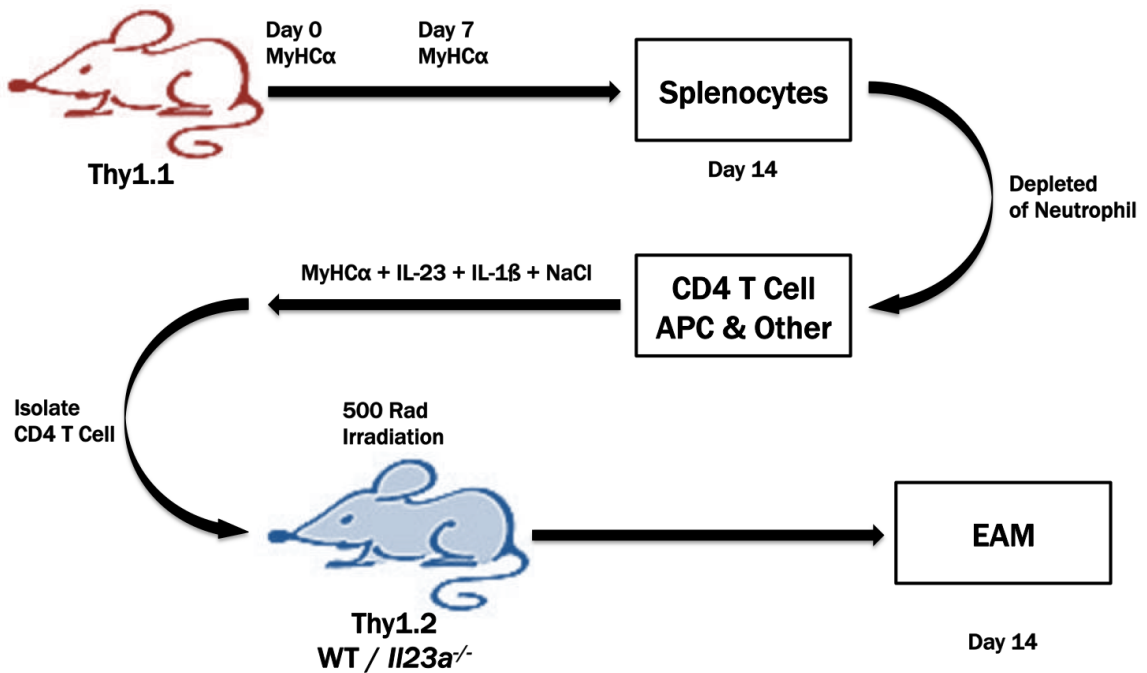 Day 0
MyHCα
Day 7
MyHCα
Splenocytes
Thy1.1
Day 14
Depleted
of Neutrophil
MyHCα + IL-23 + IL-1ß + NaCl
CD4 T Cell
APC & Other
Isolate
CD4 T Cell
500 Rad
Irradiation
EAM
Thy1.2
WT / Il23a-/-
Day 14